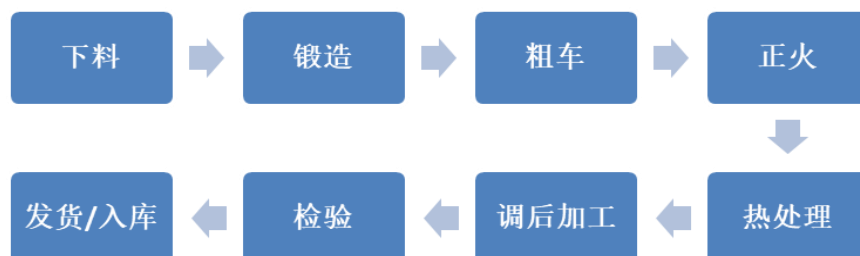 下料
锻造
粗车
正火
热处理
调后加工
检验
发货/入库